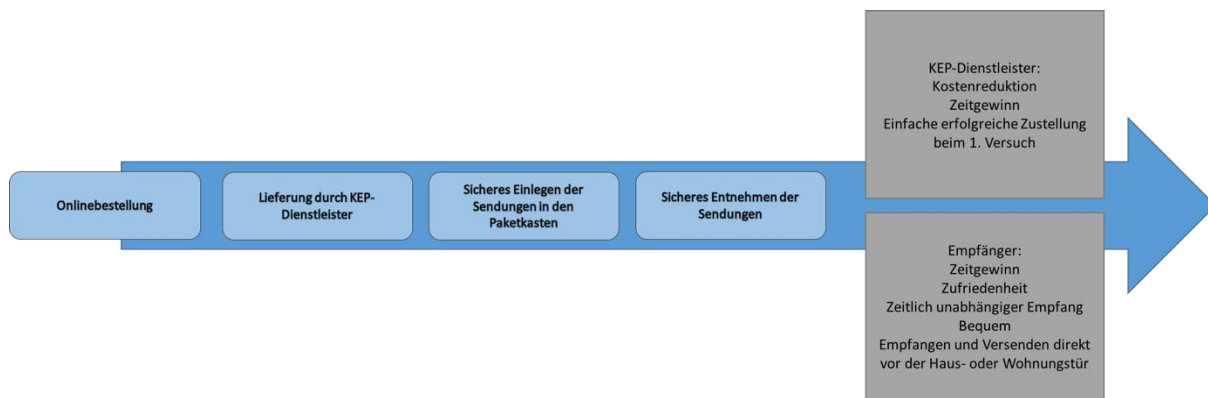 Onlinebestellung
Lieferung durch KEP-
Dienstleister
Sicheres Einlegen der
Sendungen in den
Paketkasten
Sicheres Entnehmen der
Sendungen
KEP-Dienstleister:
Kostenreduktion
Zeitgewinn
Einfache erfolgreiche Zustellung
beim 1. Versuch
Empfänger:
Zeitgewinn
Zufriedenheit
Zeitlich unabhängiger Empfang
Bequem
Empfangen und Versenden direkt
vor der Haus- oder Wohnungstür